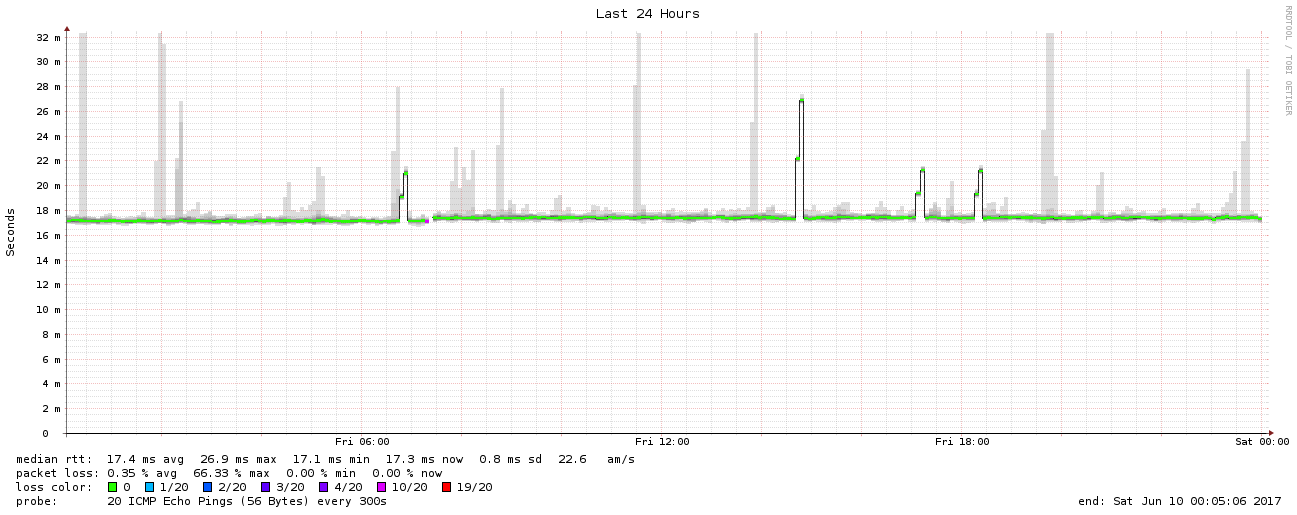 Last 24 Hours
RRDTOOL / TOBI OETIKER
Seconds
32 m
30 m
28 m
26 m
24 m
22 m
20 m
18 m
16 m
14 m
12 m
10 m
8 m
6 m
4 m
2 m
0
Fri 06:00 Fri 12:00 Fri 18:00 Sat 00:00
median rtt: 17.4 ms avg 26.9 ms max 17.1 ms min 17.3 ms now 0.8 ms sd 22.6 am/s
packet loss: 0.35 % avg 66.33 % max 0.00 % min 0.00 % now
loss color: 0 1/20 2/20 3/20 4/20 10/20 19/20
probe: 20 ICMP Echo Pings (56 Bytes) every 300s end: Sat Jun 10 00:05:06 2017